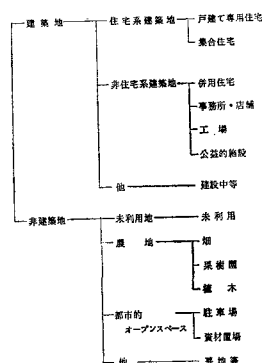 建築地 住宅系建築地 戸建て専用住宅
集合住宅
非住宅系建築地 併用住宅
事務所・店舗
工場
公益的施設
他 建設中等
非建築地 未利用地 未利用
農地 畑
果樹園
植木
都市的オープンスペース 駐車場
資材置場
他 墓地等